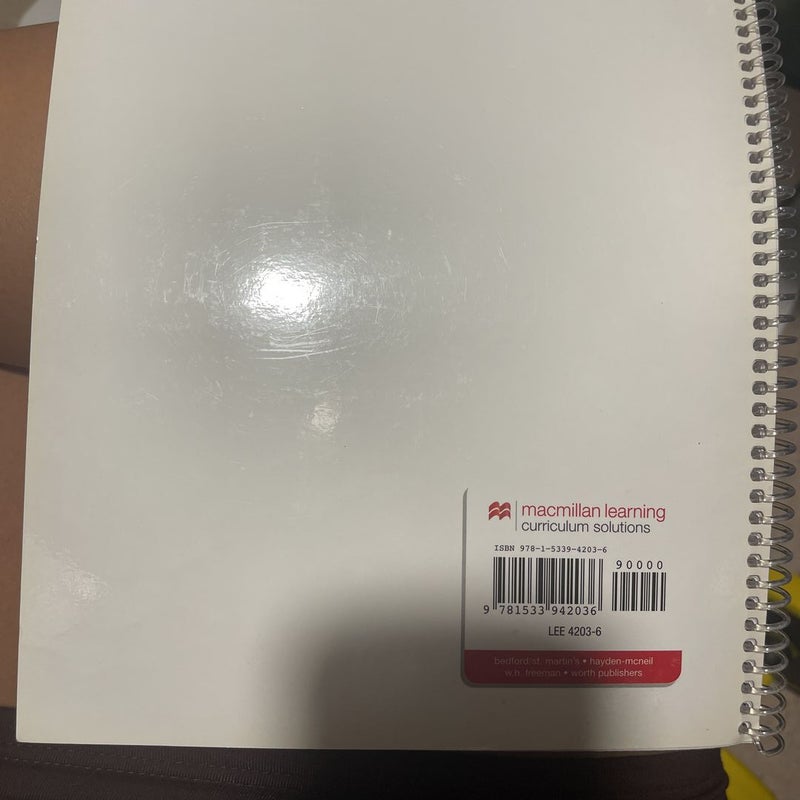 macmillan learning
curriculum solutions
ISBN 978-1-5339-4203-6
90000
9 781533 942036
LEE 4203-6
bedford/st. martin's • hayden-mcneil
w.h. freeman • worth publishers